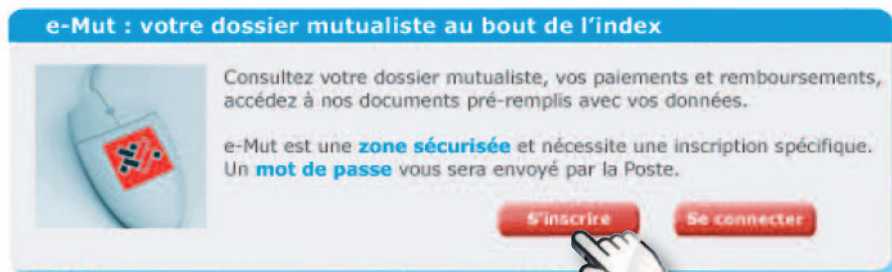 e-Mut : votre dossier mutualiste au bout de l'index
Consultez votre dossier mutualiste, vos paiements et remboursements,
accédez à nos documents pré-remplis avec vos données.
e-Mut est une zone sécurisée et nécessite une inscription spécifique.
Un mot de passe vous sera envoyé par la Poste.
S'inscrire
Se connecter